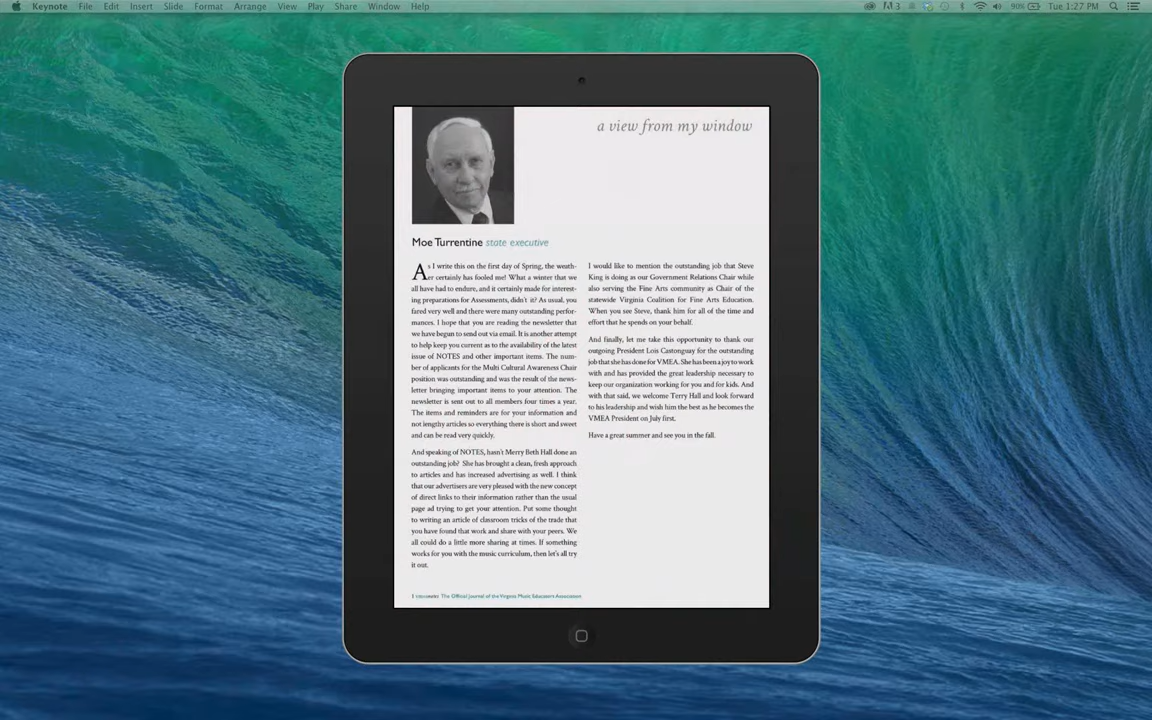 Keynote File Edit Insert Slide Format Arrange View Play Share Window Help
3 90% Tue 1:27 PM
a view from my window
Moe Turrentine state executive
As I write this on the first day of Spring, the weath-
er certainly has fooled me! What a winter that we
all have had to endure, and it certainly made for interest-
ing preparations for Assessments, didn't it? As usual, you
fared very well and there were many outstanding perfor-
mances. I hope that you are reading the newsletter that
we have begun to send out via email. It is another attempt
to help keep you current as to the availability of the latest
issue of NOTES and other important items. The num-
ber of applicants for the Multi Cultural Awareness Chair
position was outstanding and was the result of the news-
letter bringing important items to your attention. The
newsletter is sent out to all members four times a year.
The items and reminders are for your information and
not lengthy articles so everything there is short and sweet
and can be read very quickly.
And speaking of NOTES, hasn't Merry Beth Hall done an
outstanding job? She has brought a clean, fresh approach
to articles and has increased advertising as well. I think
that our advertisers are very pleased with the new concept
of direct links to their information rather than the usual
page ad trying to get your attention. Put some thought
to writing an article of classroom tricks of the trade that
you have found that work and share with your peers. We
all could do a little more sharing at times. If something
works for you with the music curriculum, then let's all try
it out.
I would like to mention the outstanding job that Steve
King is doing as our Government Relations Chair while
also serving the Fine Arts community as Chair of the
statewide Virginia Coalition for Fine Arts Education.
When you see Steve, thank him for all of the time and
effort that he spends on your behalf.
And finally, let me take this opportunity to thank our
outgoing President Lois Castonguay for the outstanding
job that she has done for VMEA. She has been a joy to work
with and has provided the great leadership necessary to
keep our organization working for you and for kids. And
with that said, we welcome Terry Hall and look forward
to his leadership and wish him the best as he becomes the
VMEA President on July first.
Have a great summer and see you in the fall.
The Official Journal of the Virginia Music Educators Association